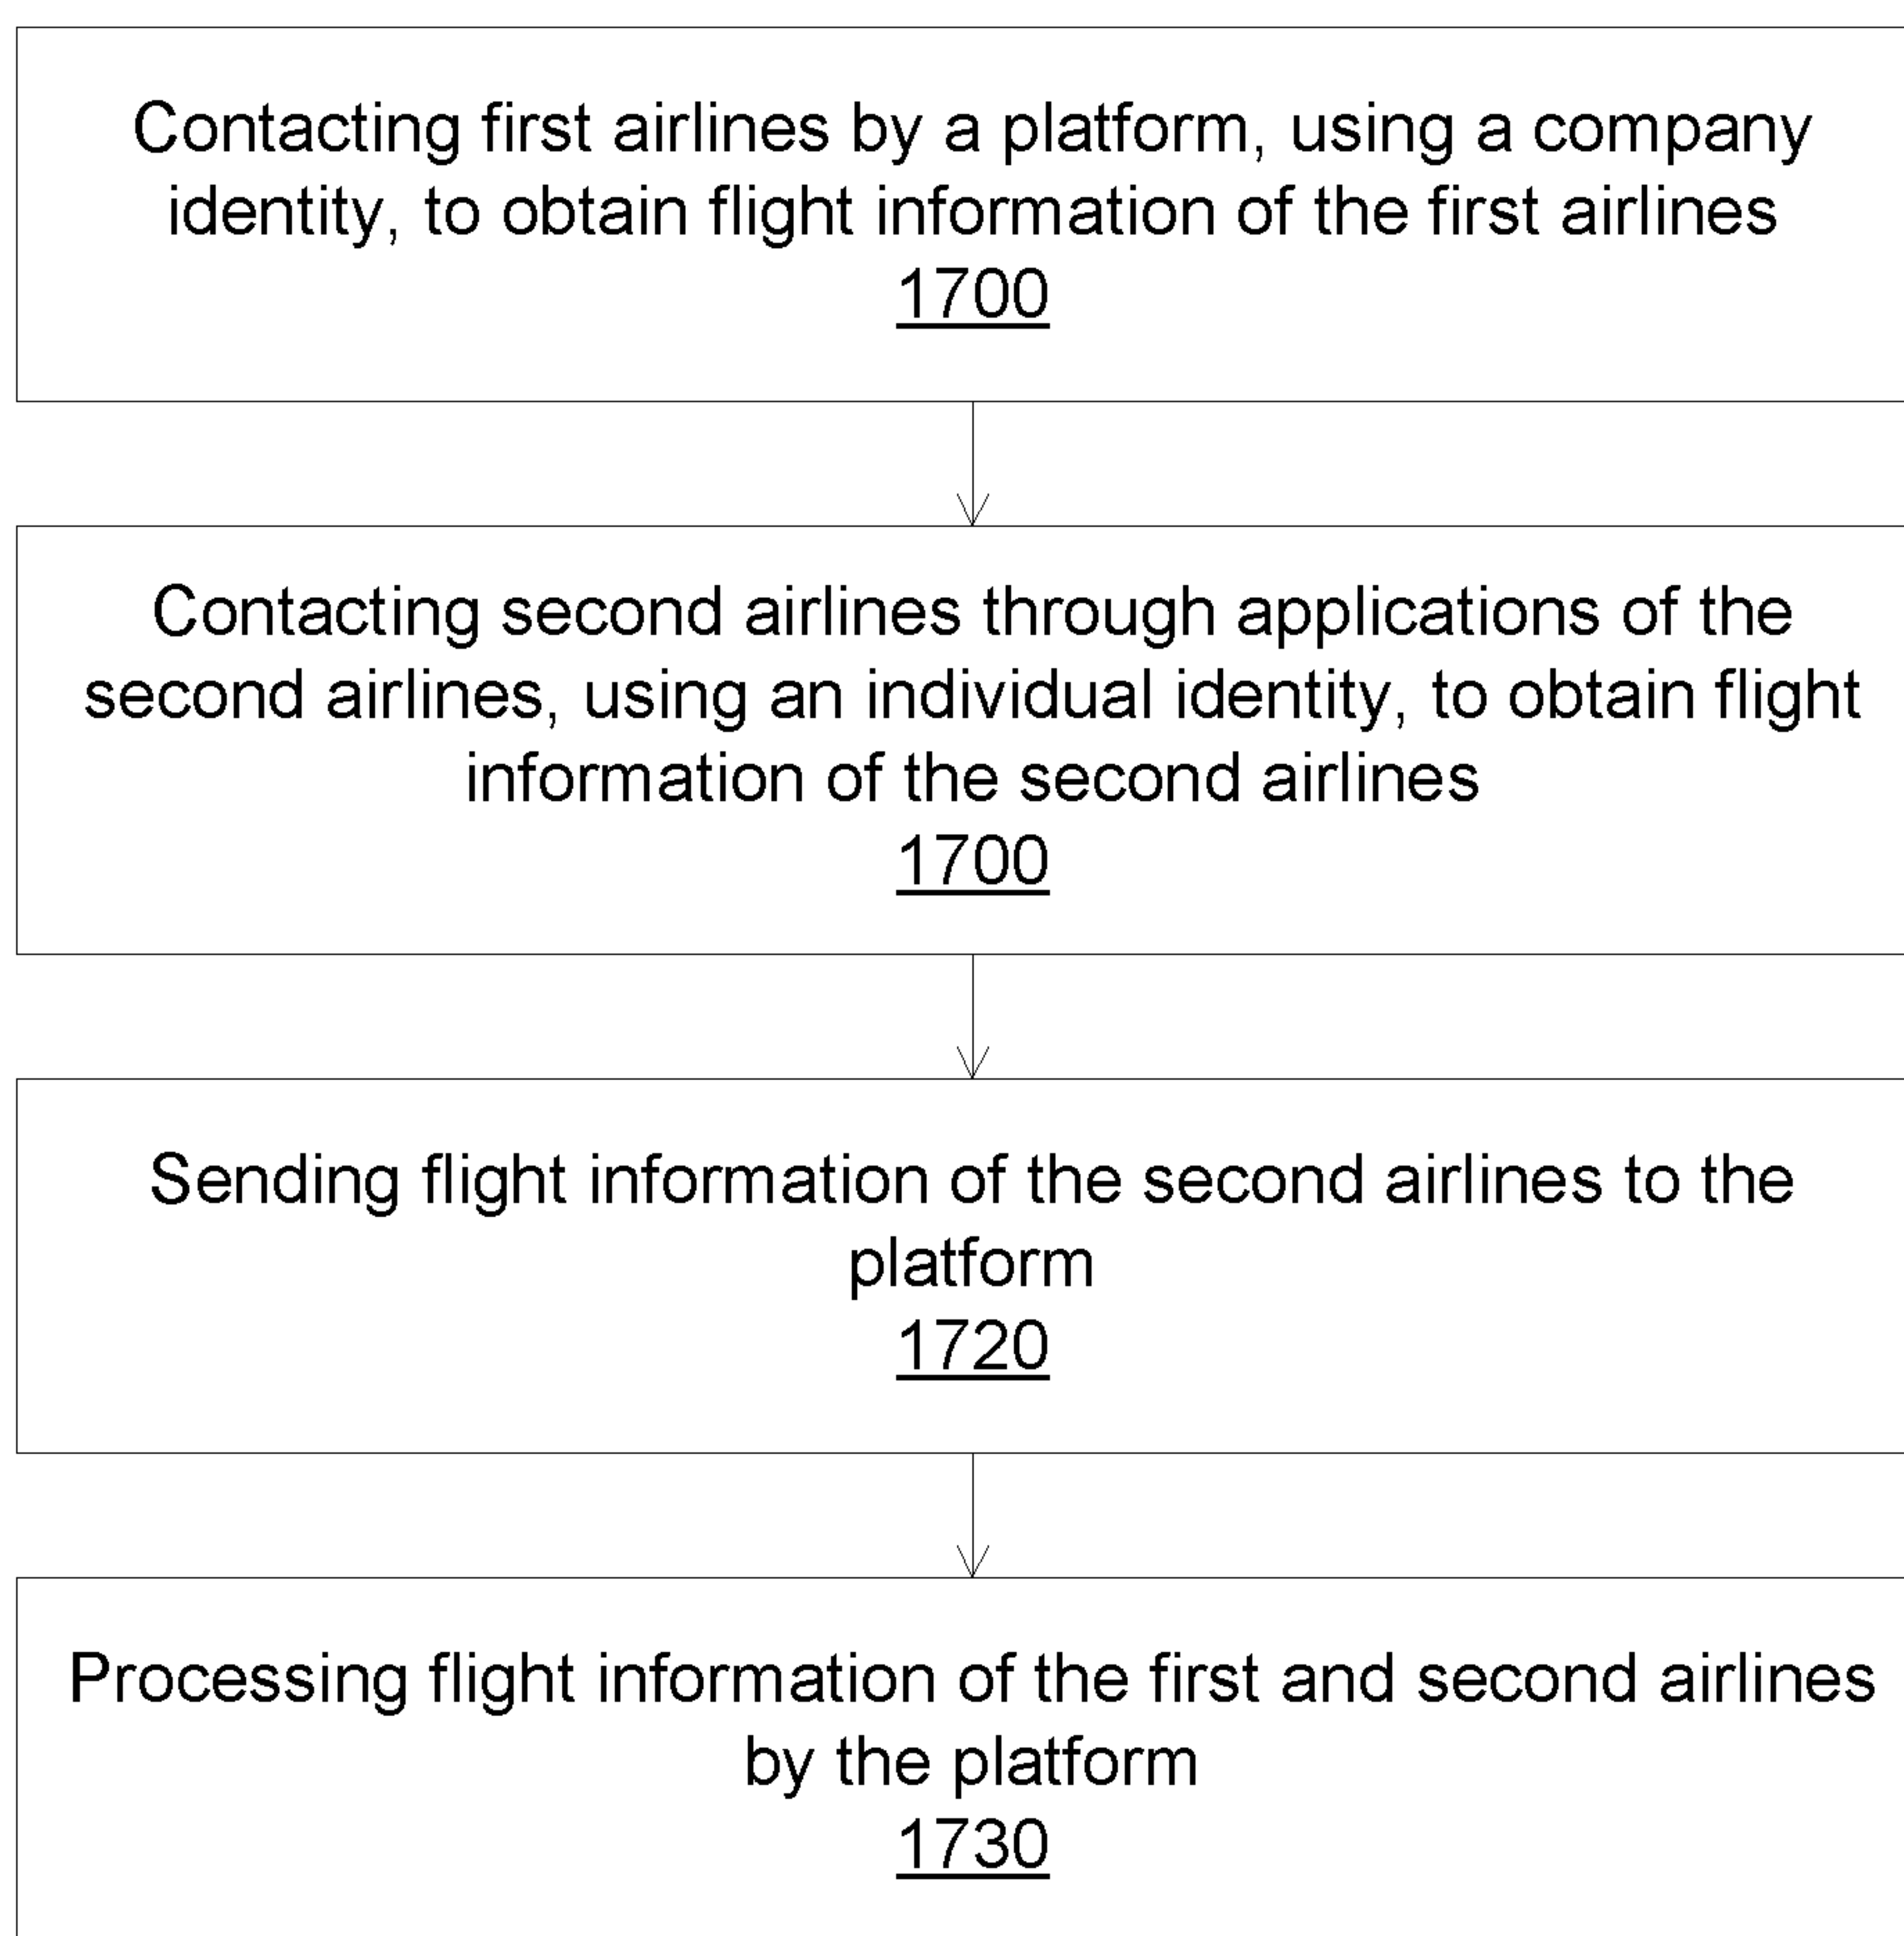 Contacting first airlines by a platform, using a company
identity, to obtain flight information of the first airlines
1700
Contacting second airlines through applications of the
second airlines, using an individual identity, to obtain flight
information of the second airlines
1700
Sending flight information of the second airlines to the
platform
1720
Processing flight information of the first and second airlines
by the platform
1730